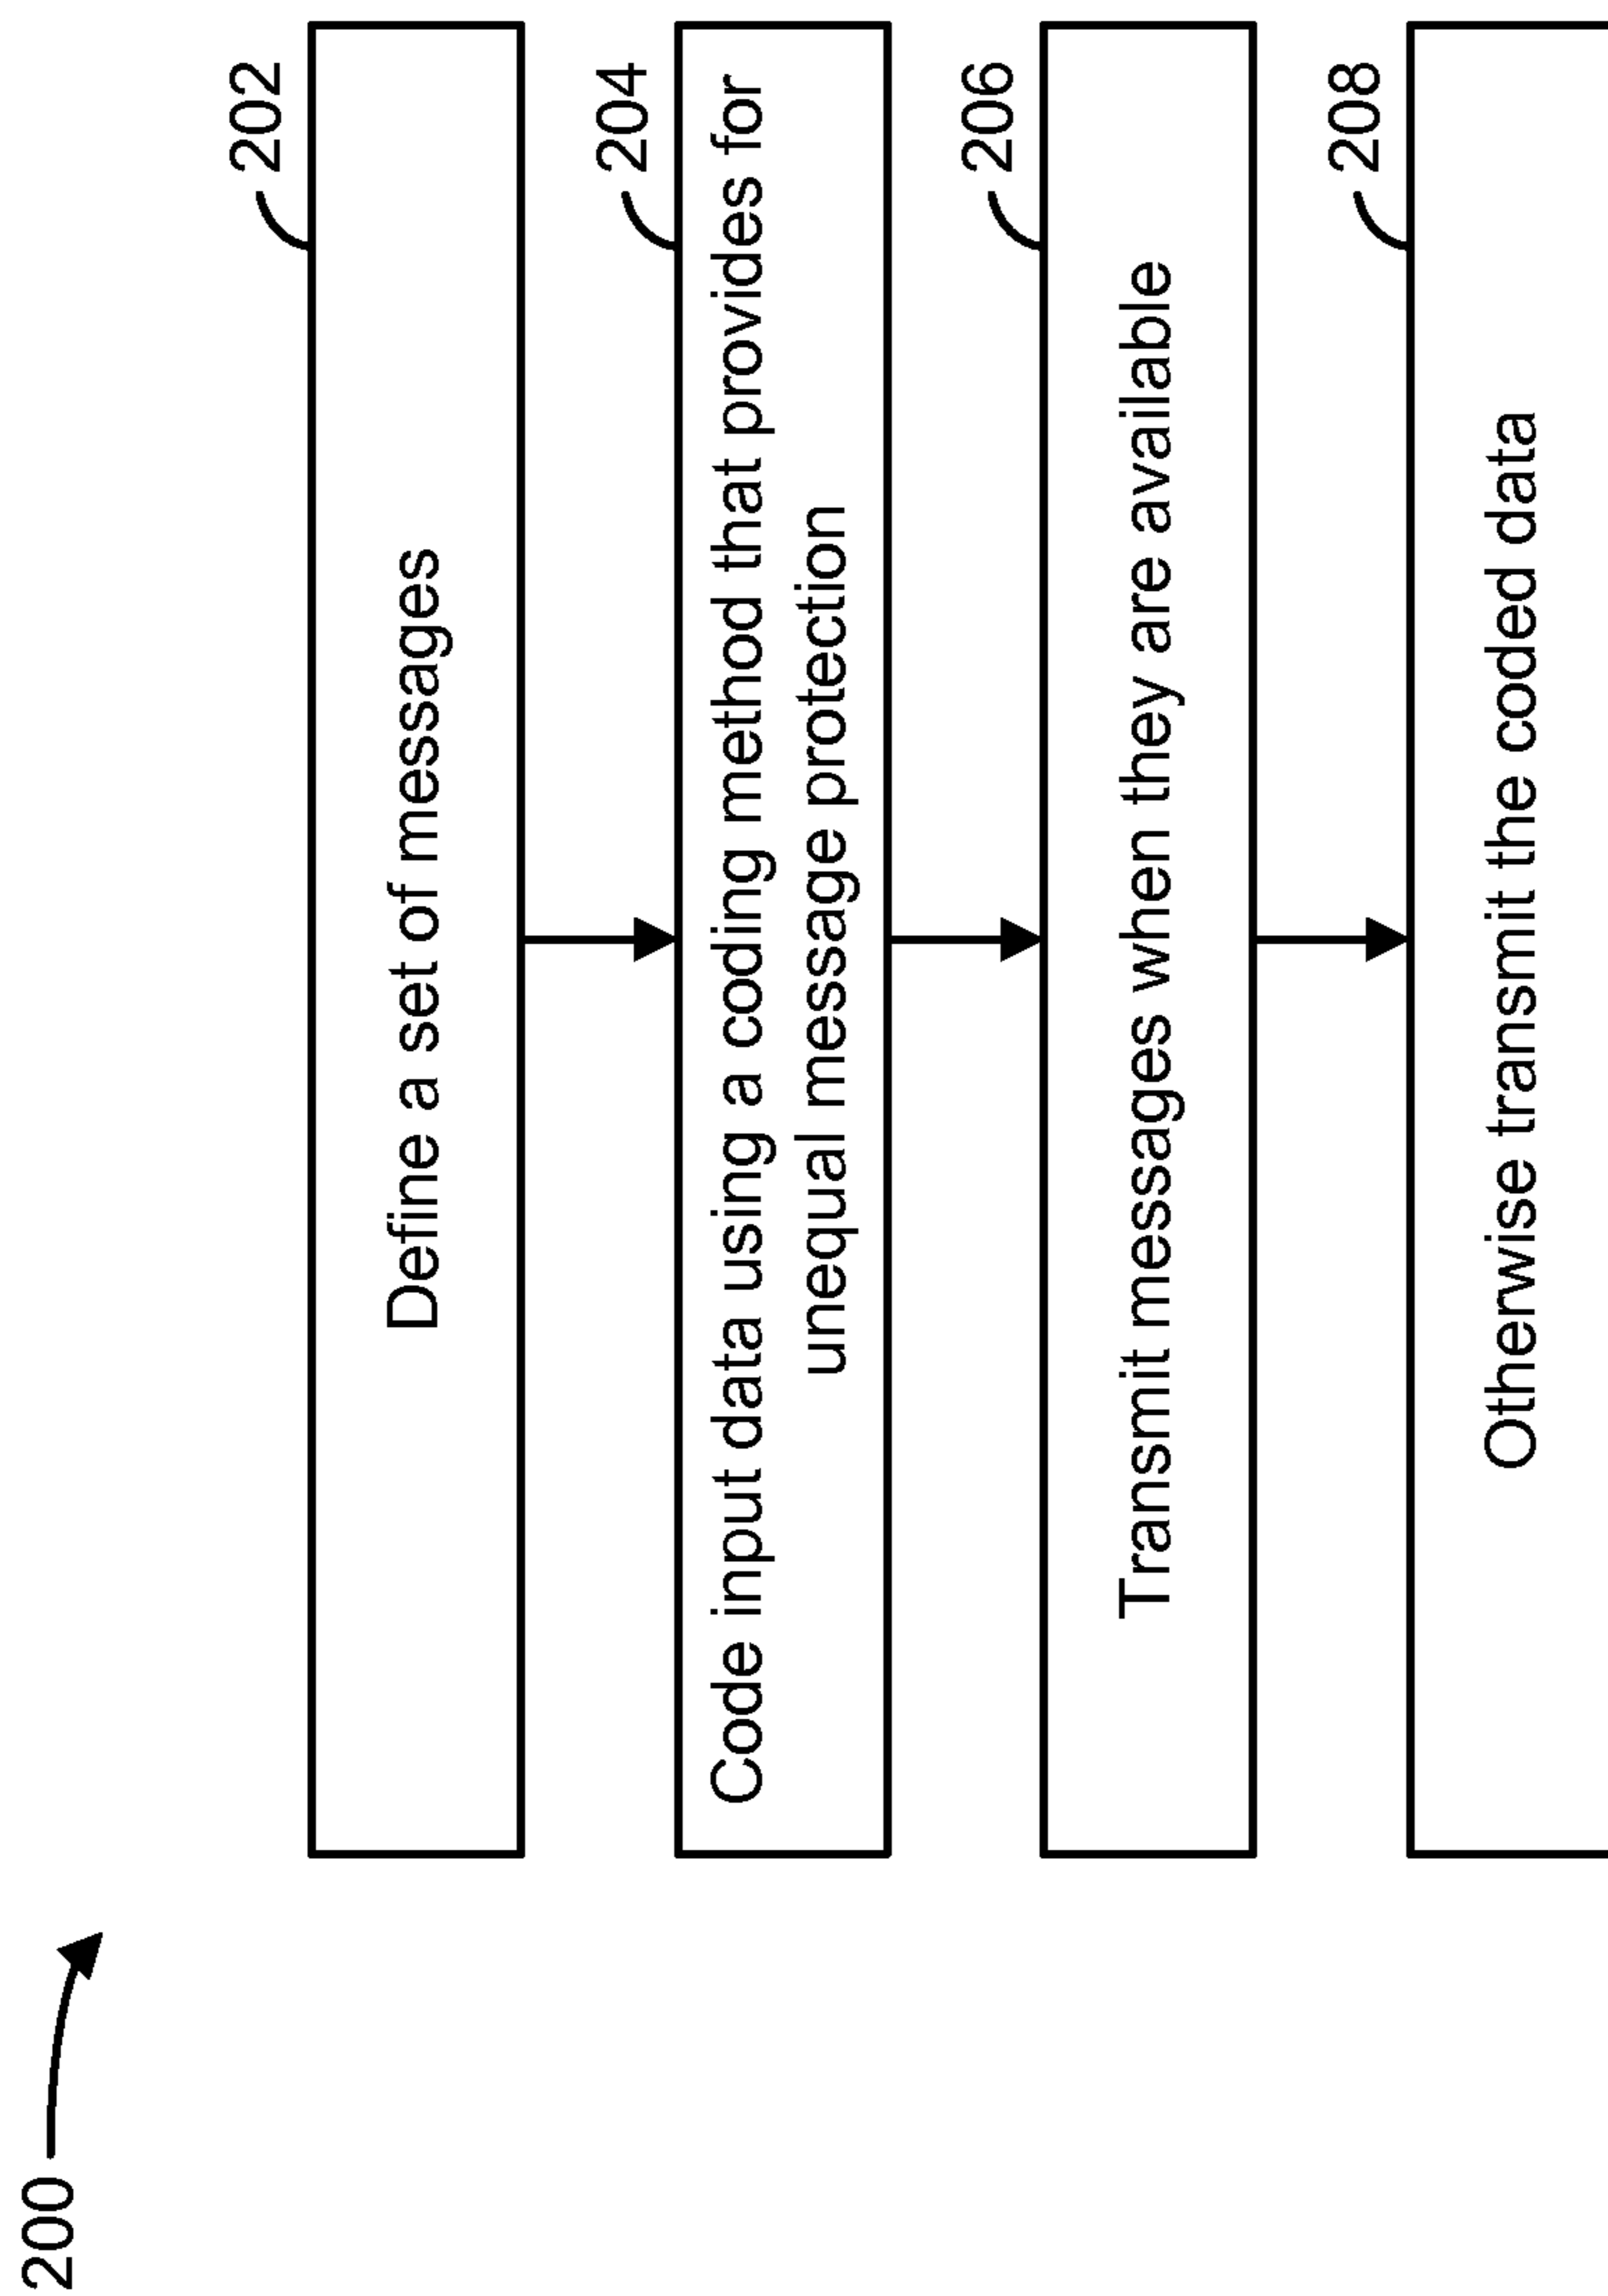 200
202
Define a set of messages
204
Code input data using a coding method that provides for
unequal message protection
206
Transmit messages when they are available
208
Otherwise transmit the coded data